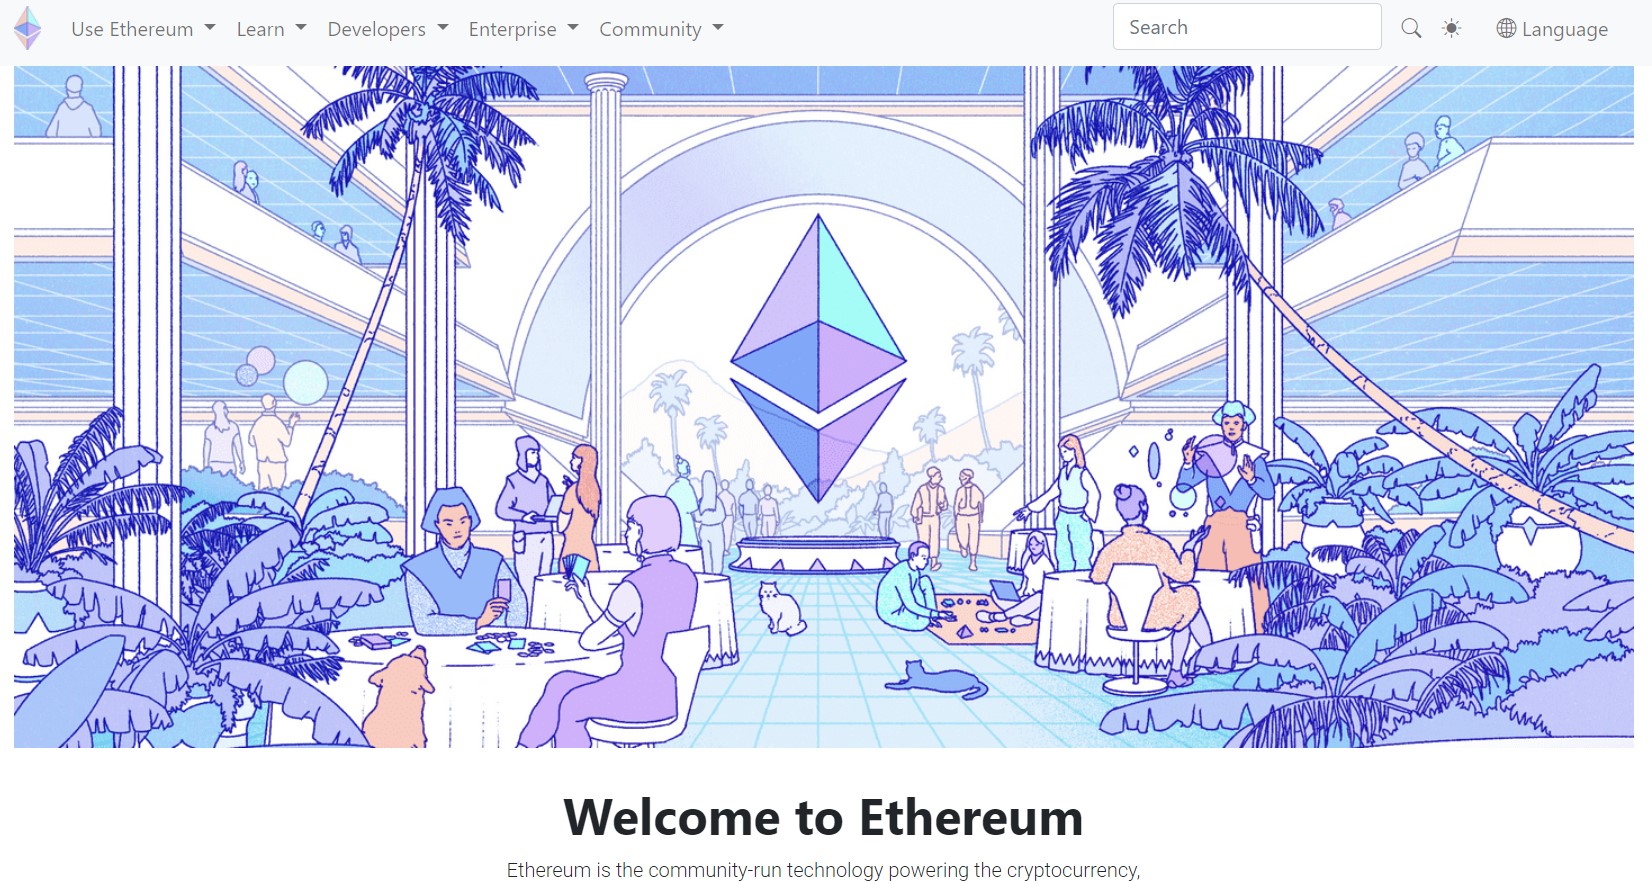 Use Ethereum
Learn
Developers
Enterprise
Community
Search
Language
Welcome to Ethereum
Ethereum is the community-run technology powering the cryptocurrency,